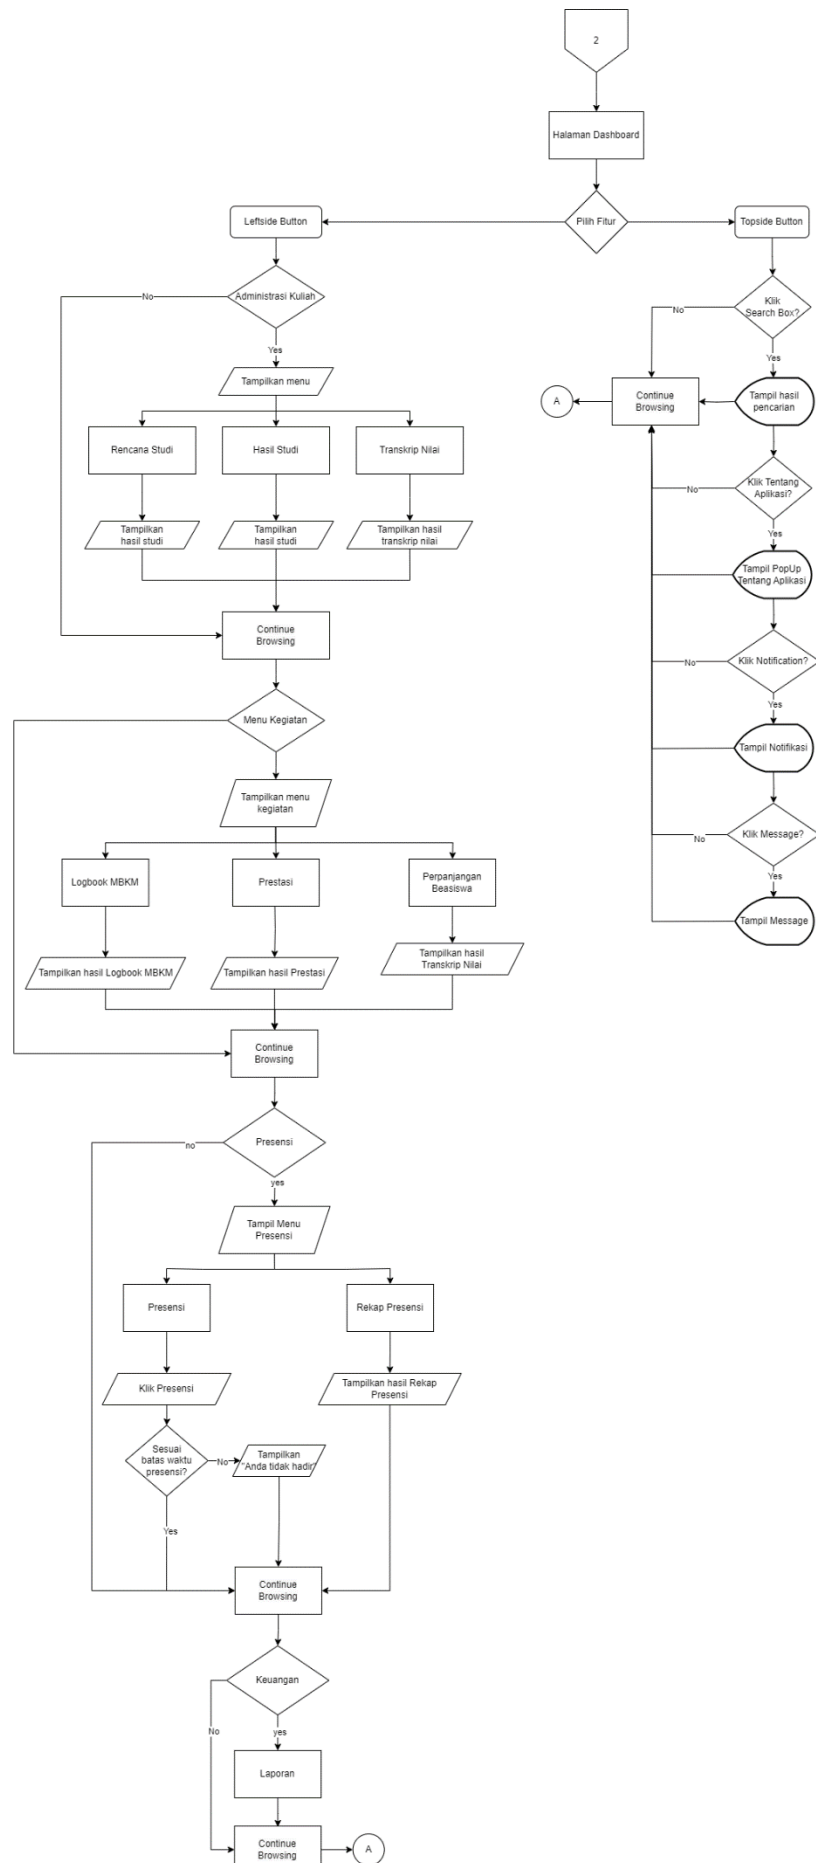 2
Halaman Dashboard
Pilih Fitur
Leftside Button
Topside Button
Administrasi Kuliah
No
Yes
Tampilkan menu
Rencana Studi
Hasil Studi
Transkrip Nilai
Tampilkan
hasil studi
Tampilkan
hasil studi
Tampilkan hasil
transkrip nilai
Continue
Browsing
Menu Kegiatan
Tampilkan menu
kegiatan
Logbook MBKM
Prestasi
Perpanjangan
Beasiswa
Tampilkan hasil Logbook MBKM
Tampilkan hasil Prestasi
Tampilkan hasil
Transkrip Nilai
Continue
Browsing
Presensi
no
yes
Tampil Menu
Presensi
Presensi
Rekap Presensi
Klik Presensi
Tampilkan hasil Rekap
Presensi
Sesuai
batas waktu
presensi?
No
Tampilkan
"Anda tidak hadir"
Yes
Continue
Browsing
Keuangan
No
yes
Laporan
Continue
Browsing
A
Klik
Search Box?
No
Yes
Tampil hasil
pencarian
Continue
Browsing
A
Klik Tentang
Aplikasi?
No
Yes
Tampil PopUp
Tentang Aplikasi
Klik Notification?
No
Yes
Tampil Notifikasi
Klik Message?
No
Yes
Tampil Message